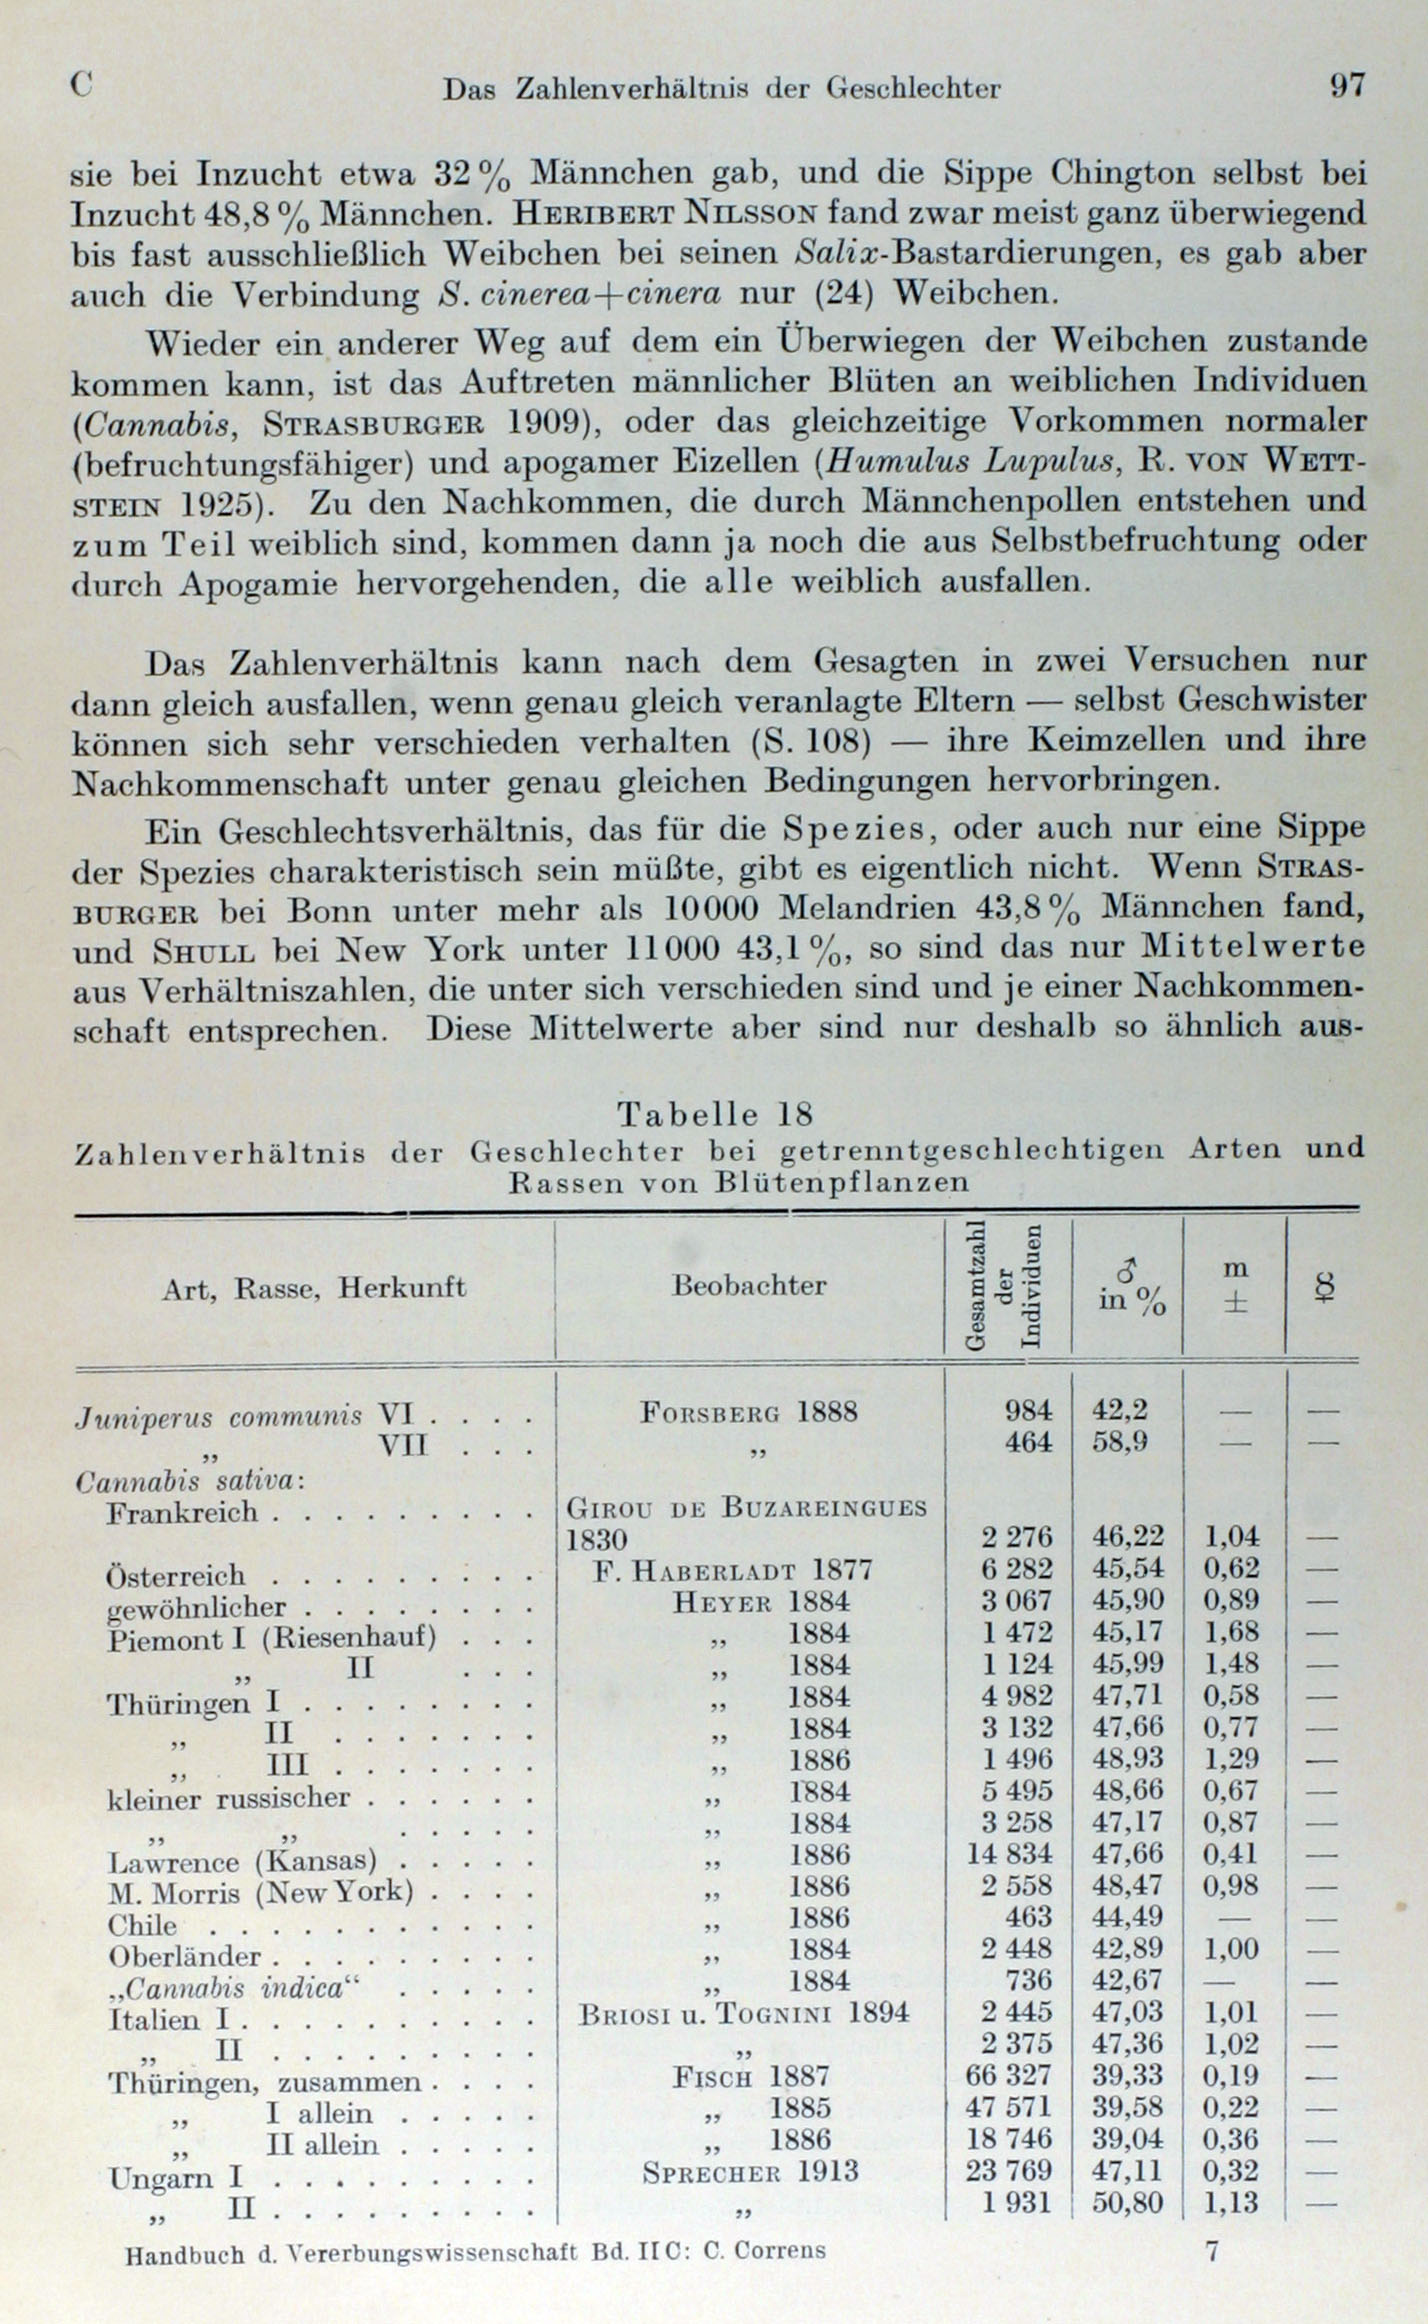 C Das Zahlenverhältnis der Geschlechter 97
sie bei Inzucht etwa 32% Männchen gab, und die Sippe Chington selbst bei
Inzucht 48,8% Männchen. HERIBERT NILSSON fand zwar meist ganz überwiegend
bis fast ausschließlich Weibchen bei seinen Salix-Bastardierungen, es gab aber
auch die Verbindung S. cinerea+cinera nur (24) Weibchen.
Wieder ein anderer Weg auf dem ein Überwiegen der Weibchen zustande
kommen kann, ist das Auftreten männlicher Blüten an weiblichen Individuen
(Cannabis, STRASBURGER 1909), oder das gleichzeitige Vorkommen normaler
(befruchtungsfähiger) und apogamer Eizellen (Humulus Lupulus, R. VON WETT-
STEIN 1925). Zu den Nachkommen, die durch Männchenpollen entstehen und
zum Teil weiblich sind, kommen dann ja noch die aus Selbstbefruchtung oder
durch Apogamie hervorgehenden, die alle weiblich ausfallen.
Das Zahlenverhältnis kann nach dem Gesagten in zwei Versuchen nur
dann gleich ausfallen, wenn genau gleich veranlagte Eltern — selbst Geschwister
können sich sehr verschieden verhalten (S. 108) — ihre Keimzellen und ihre
Nachkommenschaft unter genau gleichen Bedingungen hervorbringen.
Ein Geschlechtsverhältnis, das für die Spezies, oder auch nur eine Sippe
der Spezies charakteristisch sein müßte, gibt es eigentlich nicht. Wenn STRAS-
BURGER bei Bonn unter mehr als 10000 Melandrien 43,8% Männchen fand,
und SHULL bei New York unter 11000 43,1%, so sind das nur Mittelwerte
aus Verhältniszahlen, die unter sich verschieden sind und je einer Nachkommen-
schaft entsprechen. Diese Mittelwerte aber sind nur deshalb so ähnlich aus-
Tabelle 18
Zahlenverhältnis der Geschlechter bei getrenntgeschlechtigen Arten und
Rassen von Blütenpflanzen
Art, Rasse, Herkunft Beobachter Gesamtzahl der Individuen ♂ in % m ± ⚥
Juniperus communis VI . . . . FORSBERG 1888 984 42,2 — —
„ VII . . . „ 464 58,9 — —
Cannabis sativa:
Frankreich . . . . . . . . . GIROU DE BUZAREINGUES
1830 2 276 46,22 1,04 —
Österreich . . . . . . . . . F. HABERLADT 1877 6 282 45,54 0,62 —
gewöhnlicher . . . . . . . . HEYER 1884 3 067 45,90 0,89 —
Piemont I (Riesenhauf) . . . „ 1884 1 472 45,17 1,68 —
„ II . . . „ 1884 1 124 45,99 1,48 —
Thüringen I . . . . . . . . „ 1884 4 982 47,71 0,58 —
„ II . . . . . . . „ 1884 3 132 47,66 0,77 —
„ III . . . . . . . „ 1886 1 496 48,93 1,29 —
kleiner russischer . . . . . . „ 1884 5 495 48,66 0,67 —
„ „ . . . . . „ 1884 3 258 47,17 0,87 —
Lawrence (Kansas) . . . . . „ 1886 14 834 47,66 0,41 —
M. Morris (New York) . . . . „ 1886 2 558 48,47 0,98 —
Chile . . . . . . . . . . . „ 1886 463 44,49 — —
Oberländer . . . . . . . . . „ 1884 2 448 42,89 1,00 —
„Cannabis indica“ . . . . . „ 1884 736 42,67 — —
Italien I . . . . . . . . . . BRIOSI u. TOGNINI 1894 2 445 47,03 1,01 —
„ II . . . . . . . . . „ 2 375 47,36 1,02 —
Thüringen, zusammen . . . . FISCH 1887 66 327 39,33 0,19 —
„ I allein . . . . . „ 1885 47 571 39,58 0,22 —
„ II allein . . . . . „ 1886 18 746 39,04 0,36 —
Ungarn I . . . . . . . . . SPRECHER 1913 23 769 47,11 0,32 —
„ II . . . . . . . . . „ 1 931 50,80 1,13 —
Handbuch d. Vererbungswissenschaft Bd. II C: C. Correns 7